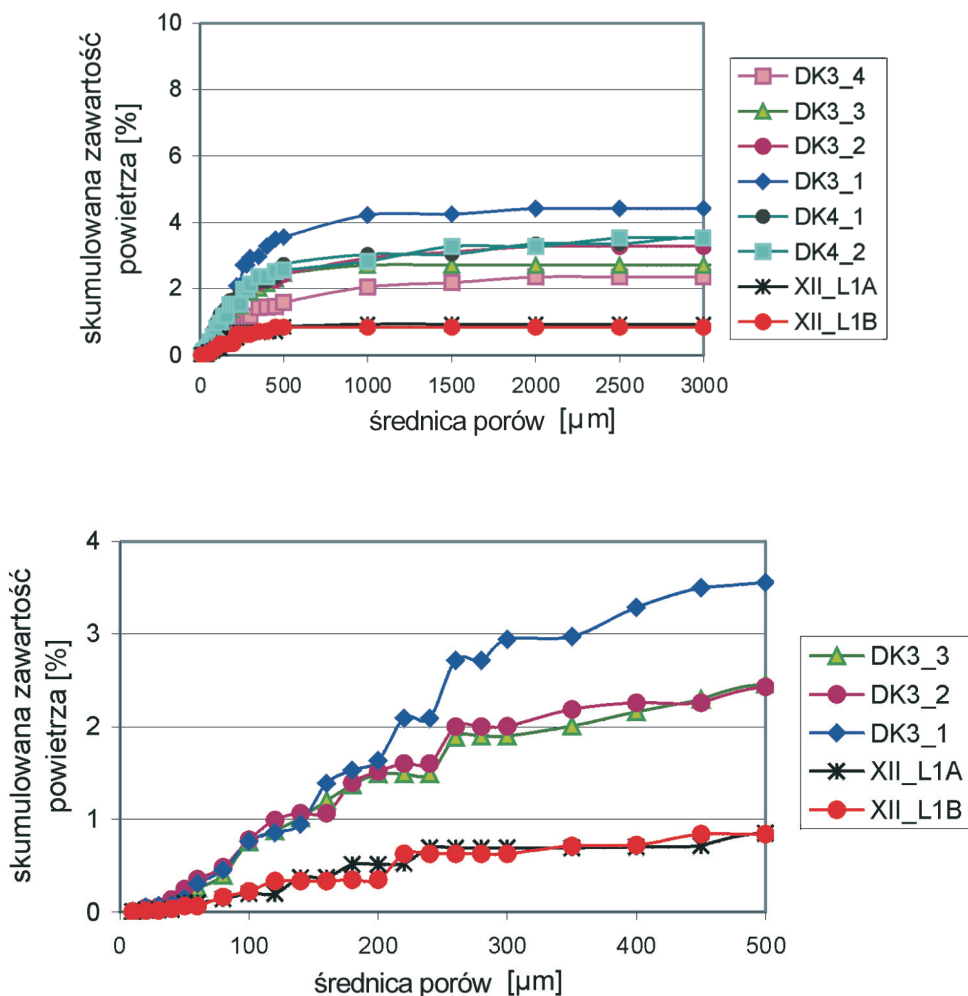 skumulowana zawartość
powietrza [%]
10
8
6
4
2
0
0
500
1000
1500
2000
2500
3000
średnica porów [µm]
DK3_4
DK3_3
DK3_2
DK3_1
DK4_1
DK4_2
XII_L1A
XII_L1B
skumulowana zawartość
powietrza [%]
4
3
2
1
0
0
100
200
300
400
500
średnica porów [µm]
DK3_3
DK3_2
DK3_1
XII_L1A
XII_L1B